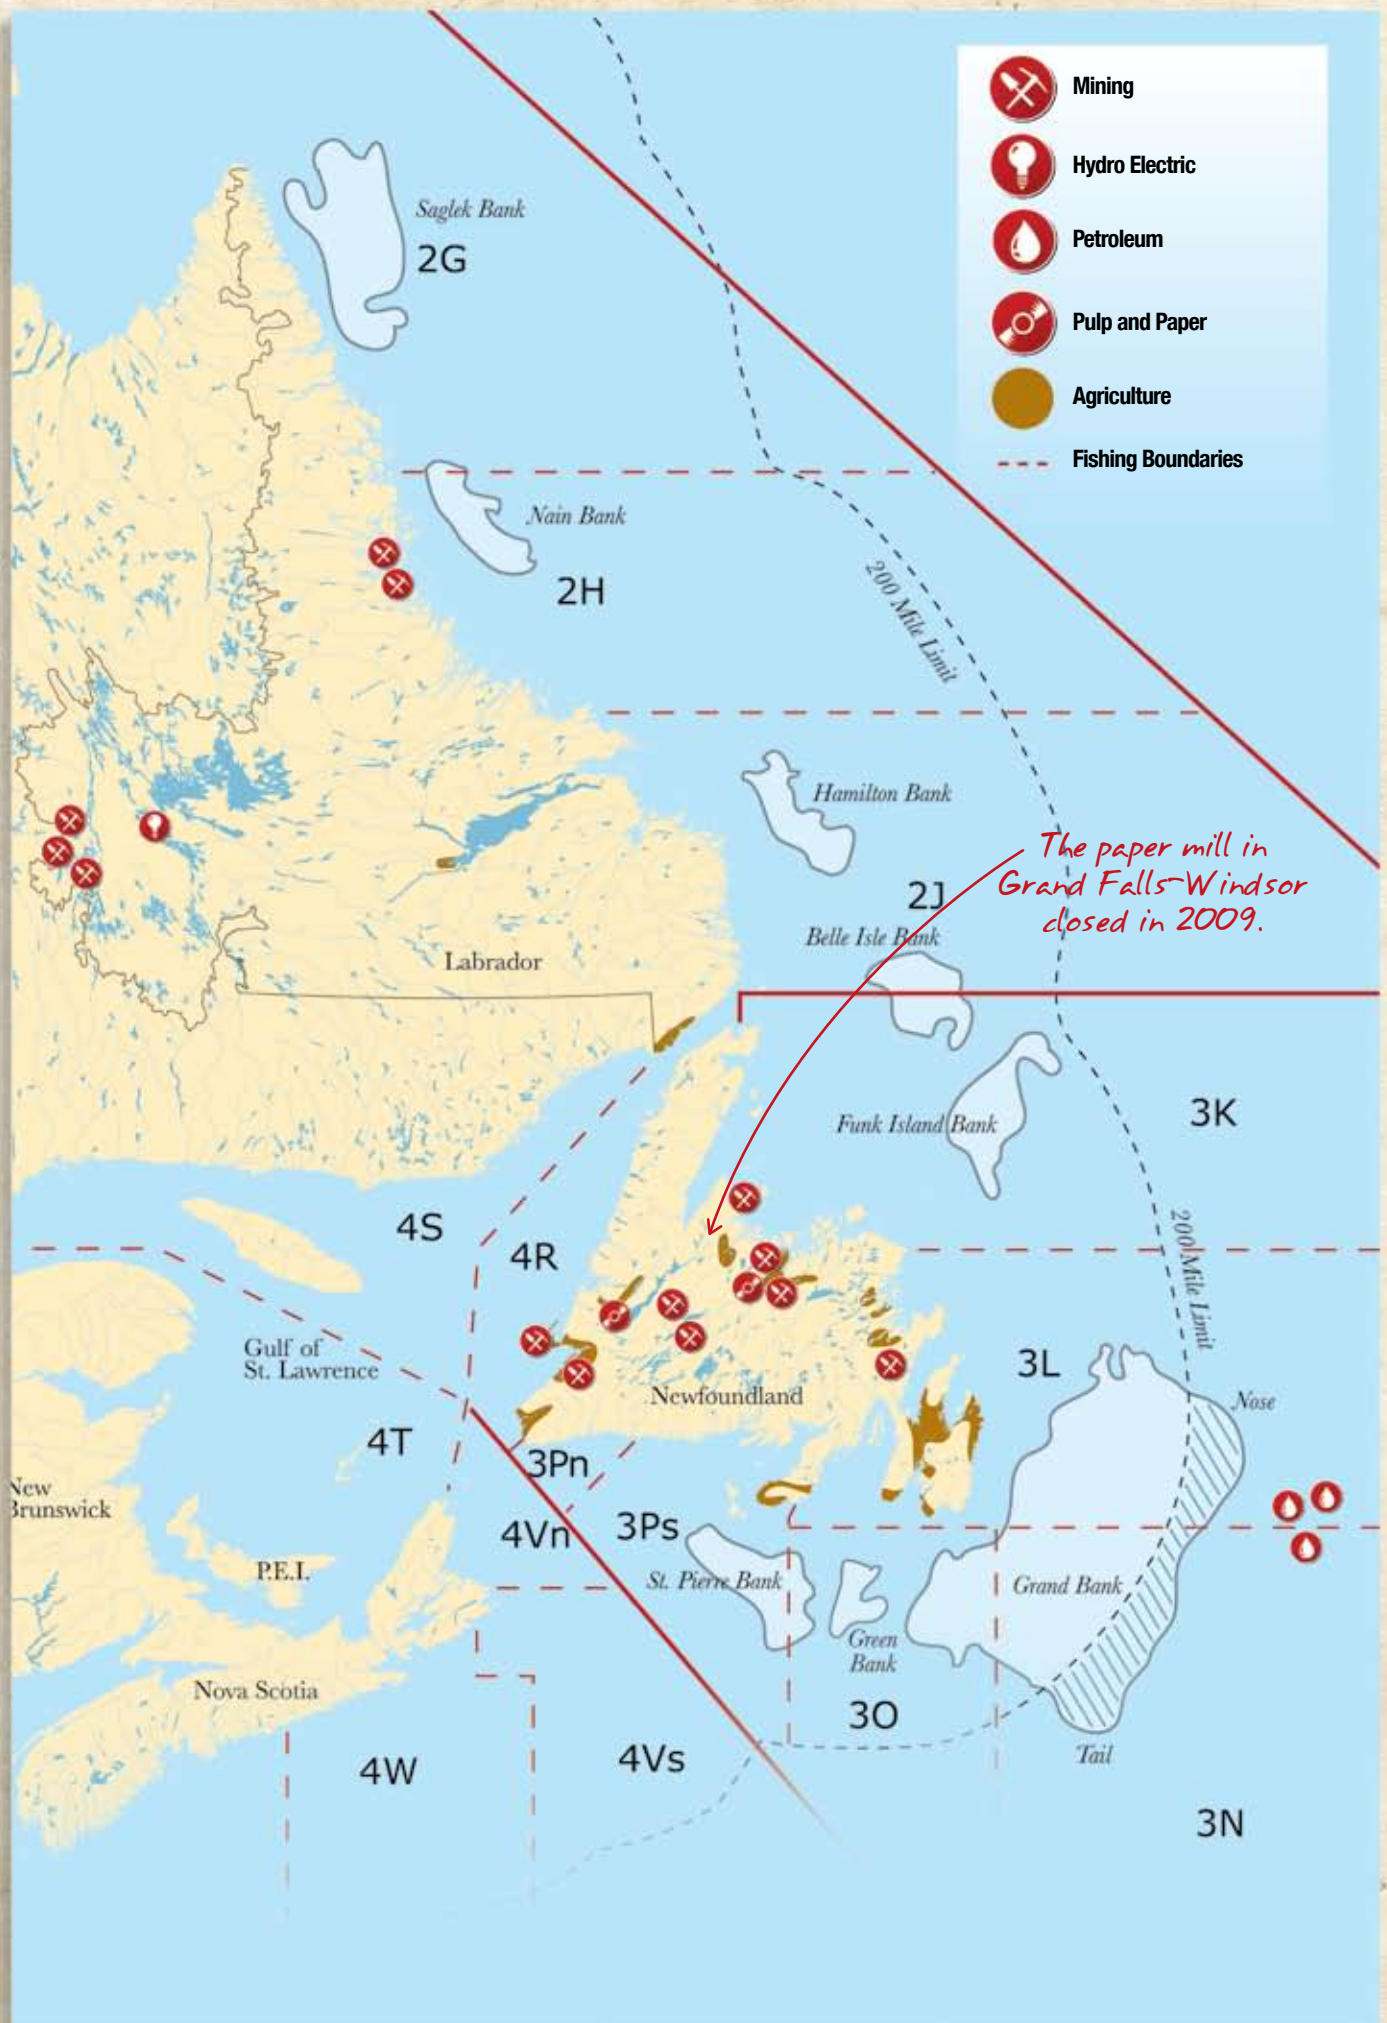 Mining
Hydro Electric
Petroleum
Pulp and Paper
Agriculture
Fishing Boundaries
Saglek Bank
2G
Nain Bank
2H
200 Mile Limit
Hamilton Bank
The paper mill in
Grand Falls-Windsor
closed in 2009.
2J
Belle Isle Bank
Labrador
3K
Funk Island Bank
4S
4R
200 Mile Limit
Gulf of
St. Lawrence
3L
Newfoundland
Nose
4T
3Pn
New
Brunswick
4Vn
3Ps
P.E.I.
St. Pierre Bank
Grand Bank
Green
Bank
Nova Scotia
3O
Tail
4W
4Vs
3N